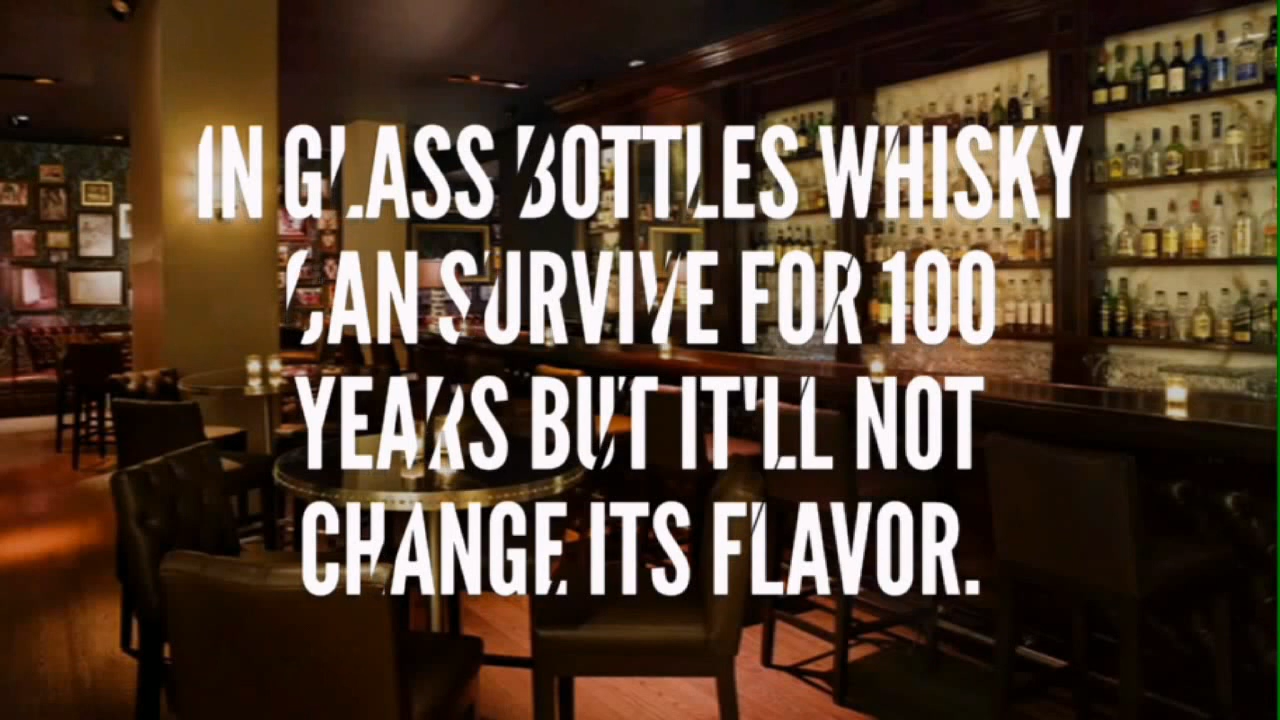 IN GLASS BOTTLES WHISKY
CAN SURVIVE FOR 100
YEARS BUT IT'LL NOT
CHANGE ITS FLAVOR.